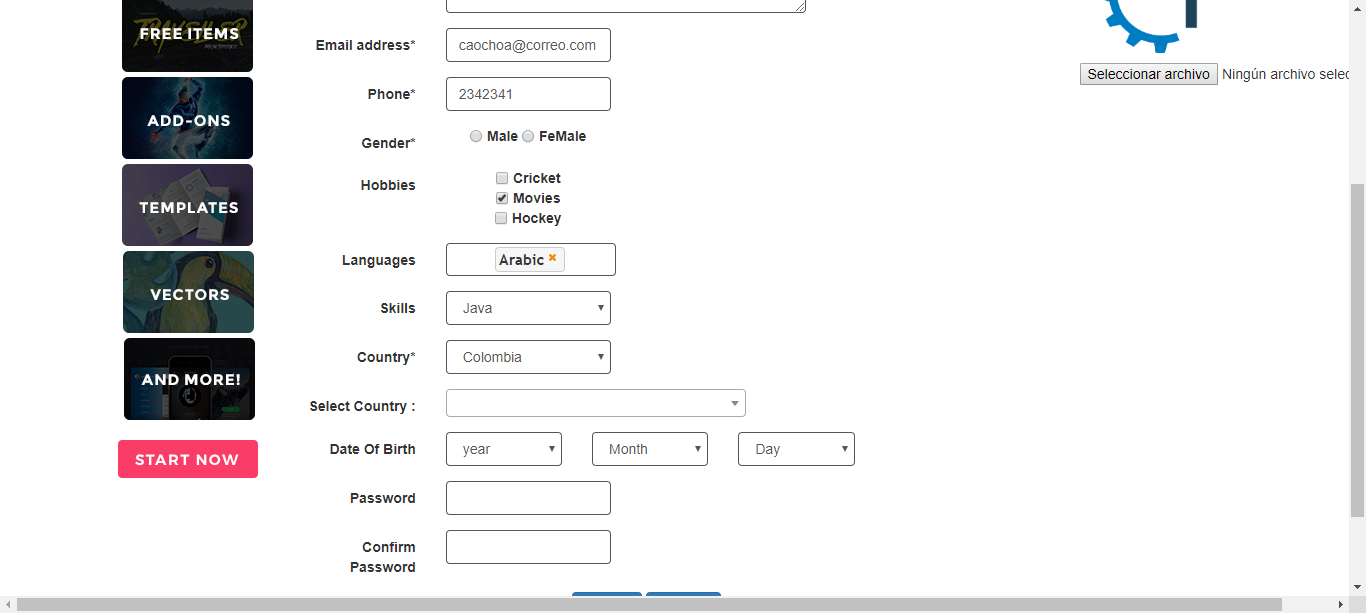 FREE ITEMS
ADD-ONS
TEMPLATES
VECTORS
AND MORE!
START NOW
Email address* caochoa@correo.com
Phone* 2342341
Gender* Male FeMale
Hobbies Cricket
Movies
Hockey
Languages Arabic
Skills Java
Country* Colombia
Select Country :
Date Of Birth year Month Day
Password
Confirm
Password
Seleccionar archivo Ningún archivo